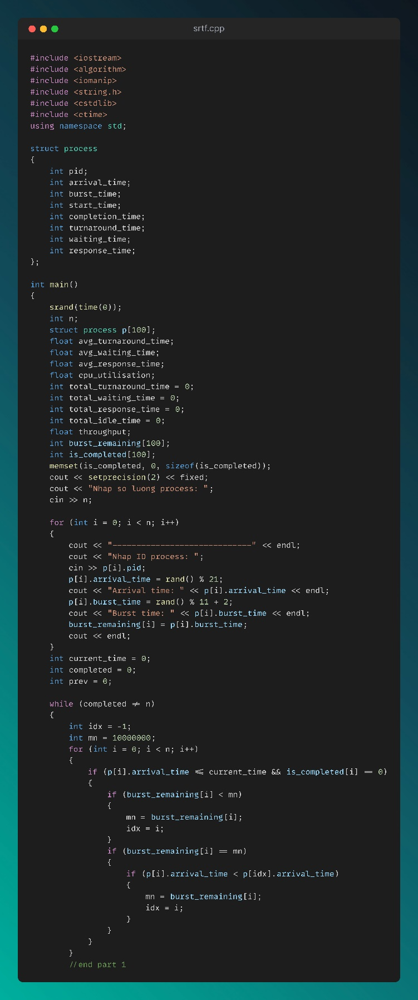 srtf.cpp
#include <iostream>
#include <algorithm>
#include <iomanip>
#include <string.h>
#include <cstdlib>
#include <ctime>
using namespace std;

struct process
{
    int pid;
    int arrival_time;
    int burst_time;
    int start_time;
    int completion_time;
    int turnaround_time;
    int waiting_time;
    int response_time;
};

int main()
{
    srand(time(0));
    int n;
    struct process p[100];
    float avg_turnaround_time;
    float avg_waiting_time;
    float avg_response_time;
    float cpu_utilisation;
    int total_turnaround_time = 0;
    int total_waiting_time = 0;
    int total_response_time = 0;
    int total_idle_time = 0;
    float throughput;
    int burst_remaining[100];
    int is_completed[100];
    memset(is_completed, 0, sizeof(is_completed));
    cout << setprecision(2) << fixed;
    cout << "Nhap so luong process: ";
    cin >> n;

    for (int i = 0; i < n; i++)
    {
        cout << "-----------------------------" << endl;
        cout << "Nhap ID process: ";
        cin >> p[i].pid;
        p[i].arrival_time = rand() % 21;
        cout << "Arrival time: " << p[i].arrival_time << endl;
        p[i].burst_time = rand() % 11 + 2;
        cout << "Burst time: " << p[i].burst_time << endl;
        burst_remaining[i] = p[i].burst_time;
        cout << endl;
    }
    int current_time = 0;
    int completed = 0;
    int prev = 0;

    while (completed != n)
    {
        int idx = -1;
        int mn = 10000000;
        for (int i = 0; i < n; i++)
        {
            if (p[i].arrival_time <= current_time && is_completed[i] == 0)
            {
                if (burst_remaining[i] < mn)
                {
                    mn = burst_remaining[i];
                    idx = i;
                }
                if (burst_remaining[i] == mn)
                {
                    if (p[i].arrival_time < p[idx].arrival_time)
                    {
                        mn = burst_remaining[i];
                        idx = i;
                    }
                }
            }
        }
        //end part 1